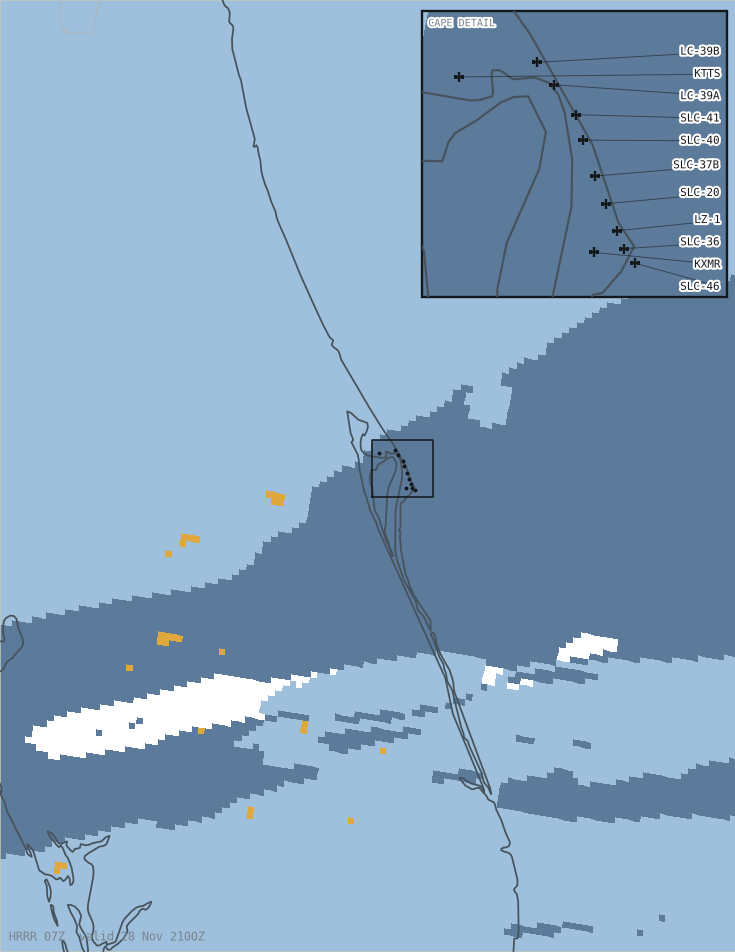 CAPE DETAIL
LC-39B
KTTS
LC-39A
SLC-41
SLC-40
SLC-37B
SLC-20
LZ-1
SLC-36
KXMR
SLC-46
HRRR 07Z valid 28 Nov 2100Z